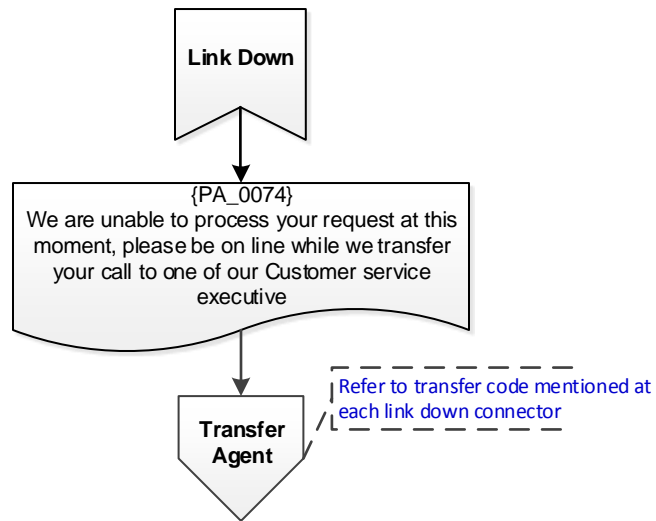 Link Down
{PA_0074}
We are unable to process your request at this
moment, please be on line while we transfer
your call to one of our Customer service
executive
Refer to transfer code mentioned at
each link down connector
Transfer
Agent